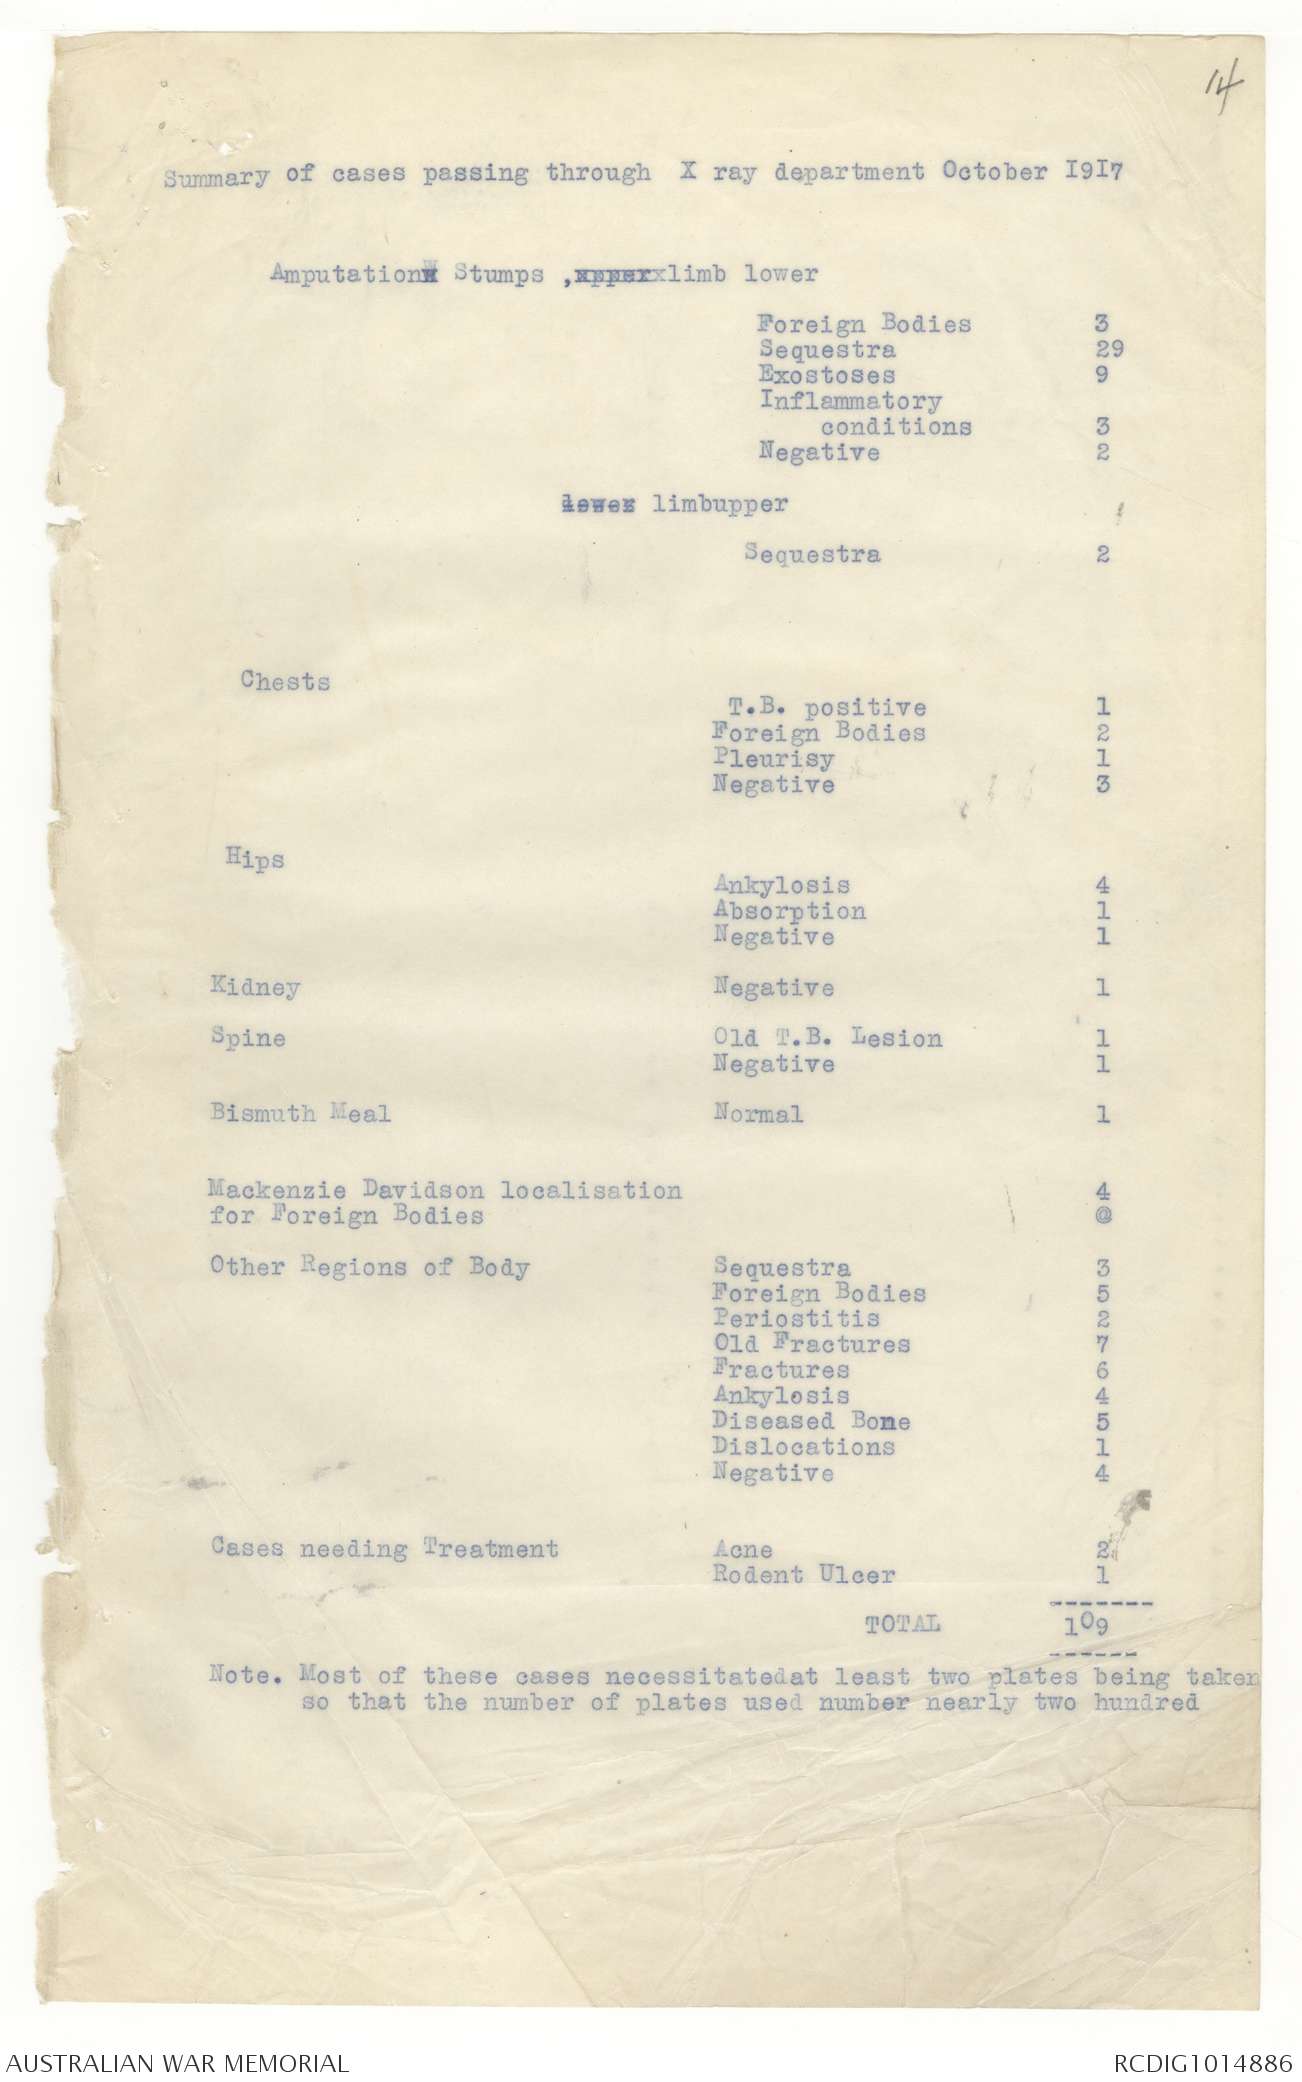 14
Summary of cases passing through X ray department October I9I7
Amputation Stumps , limb lower
Foreign Bodies 3
Sequestra 29
Exostoses 9
Inflammatory
conditions 3
Negative 2
lower limbupper
Sequestra 2
Chests
T.B. positive 1
Foreign Bodies 2
Pleurisy 1
Negative 3
Hips
Ankylosis 4
Absorption 1
Negative 1
Kidney Negative 1
Spine Old T.B. Lesion 1
Negative 1
Bismuth Meal Normal 1
Mackenzie Davidson localisation 4
for Foreign Bodies @
Other Regions of Body Sequestra 3
Foreign Bodies 5
Periostitis 2
Old Fractures 7
Fractures 6
Ankylosis 4
Diseased Bone 5
Dislocations 1
Negative 4
Cases needing Treatment Acne 2
Rodent Ulcer 1
-------
TOTAL 109
------
Note. Most of these cases necessitatedat least two plates being taken
so that the number of plates used number nearly two hundred
AUSTRALIAN WAR MEMORIAL RCDIG1014886